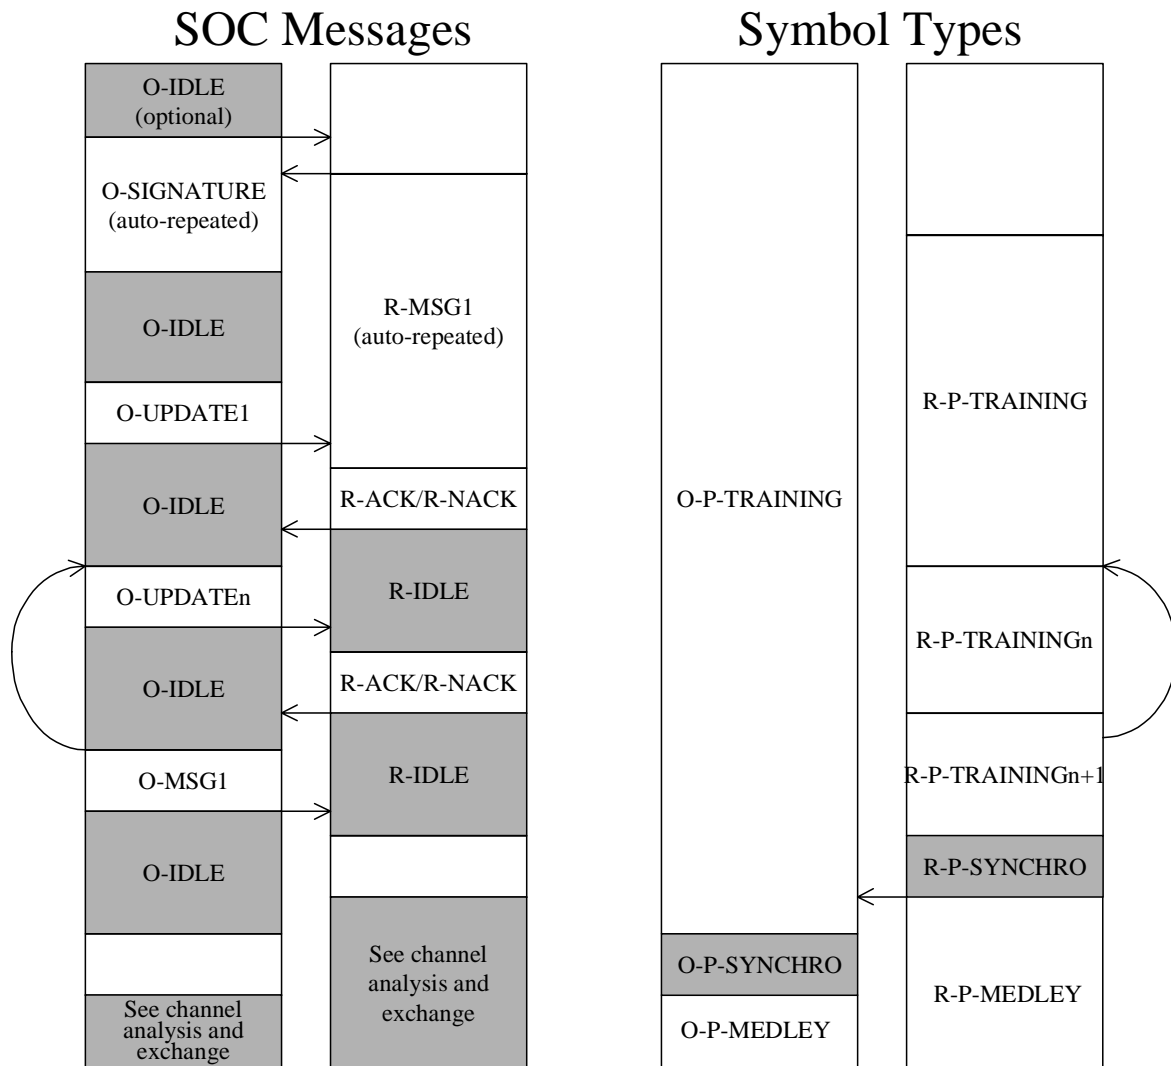 SOC Messages
Symbol Types
O-IDLE
(optional)
O-SIGNATURE
(auto-repeated)
O-IDLE
O-UPDATE1
O-IDLE
O-UPDATEn
O-IDLE
O-MSG1
O-IDLE
See channel
analysis and
exchange
R-MSG1
(auto-repeated)
R-ACK/R-NACK
R-IDLE
R-ACK/R-NACK
R-IDLE
See channel
analysis and
exchange
O-P-TRAINING
O-P-SYNCHRO
O-P-MEDLEY
R-P-TRAINING
R-P-TRAININGn
R-P-TRAININGn+1
R-P-SYNCHRO
R-P-MEDLEY